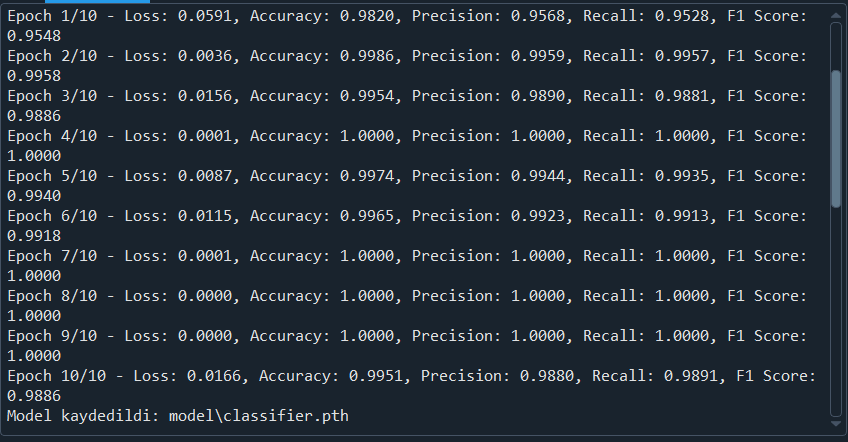 Epoch 1/10 - Loss: 0.0591, Accuracy: 0.9820, Precision: 0.9568, Recall: 0.9528, F1 Score:
0.9548
Epoch 2/10 - Loss: 0.0036, Accuracy: 0.9986, Precision: 0.9959, Recall: 0.9957, F1 Score:
0.9958
Epoch 3/10 - Loss: 0.0156, Accuracy: 0.9954, Precision: 0.9890, Recall: 0.9881, F1 Score:
0.9886
Epoch 4/10 - Loss: 0.0001, Accuracy: 1.0000, Precision: 1.0000, Recall: 1.0000, F1 Score:
1.0000
Epoch 5/10 - Loss: 0.0087, Accuracy: 0.9974, Precision: 0.9944, Recall: 0.9935, F1 Score:
0.9940
Epoch 6/10 - Loss: 0.0115, Accuracy: 0.9965, Precision: 0.9923, Recall: 0.9913, F1 Score:
0.9918
Epoch 7/10 - Loss: 0.0001, Accuracy: 1.0000, Precision: 1.0000, Recall: 1.0000, F1 Score:
1.0000
Epoch 8/10 - Loss: 0.0000, Accuracy: 1.0000, Precision: 1.0000, Recall: 1.0000, F1 Score:
1.0000
Epoch 9/10 - Loss: 0.0000, Accuracy: 1.0000, Precision: 1.0000, Recall: 1.0000, F1 Score:
1.0000
Epoch 10/10 - Loss: 0.0166, Accuracy: 0.9951, Precision: 0.9880, Recall: 0.9891, F1 Score:
0.9886
Model kaydedildi: model\classifier.pth